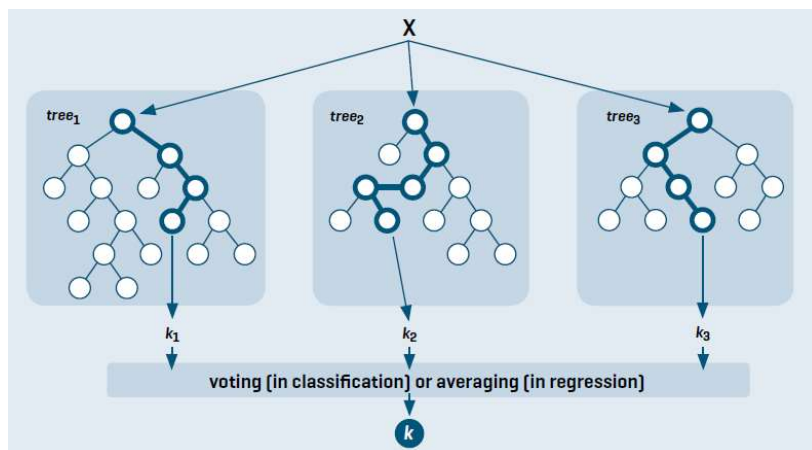 X
tree1
tree2
tree3
k1
k2
k3
voting (in classification) or averaging (in regression)
k